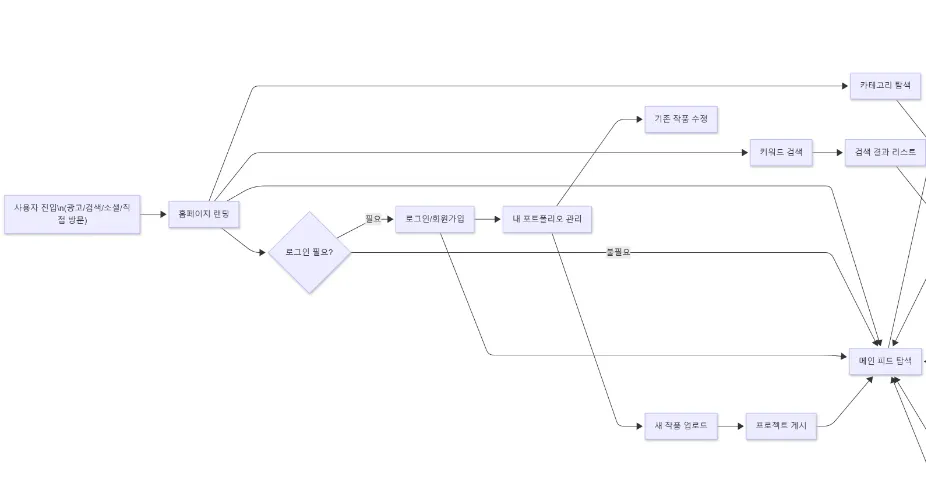 카테고리 탐색
기존 작품 수정
키워드 검색
검색 결과 리스트
사용자 진입\n(광고/검색/소셜/직
접 방문)
홈페이지 랜딩
필요
로그인/회원가입
내 포트폴리오 관리
로그인 필요?
불필요
메인 피드 탐색
새 작품 업로드
프로젝트 게시